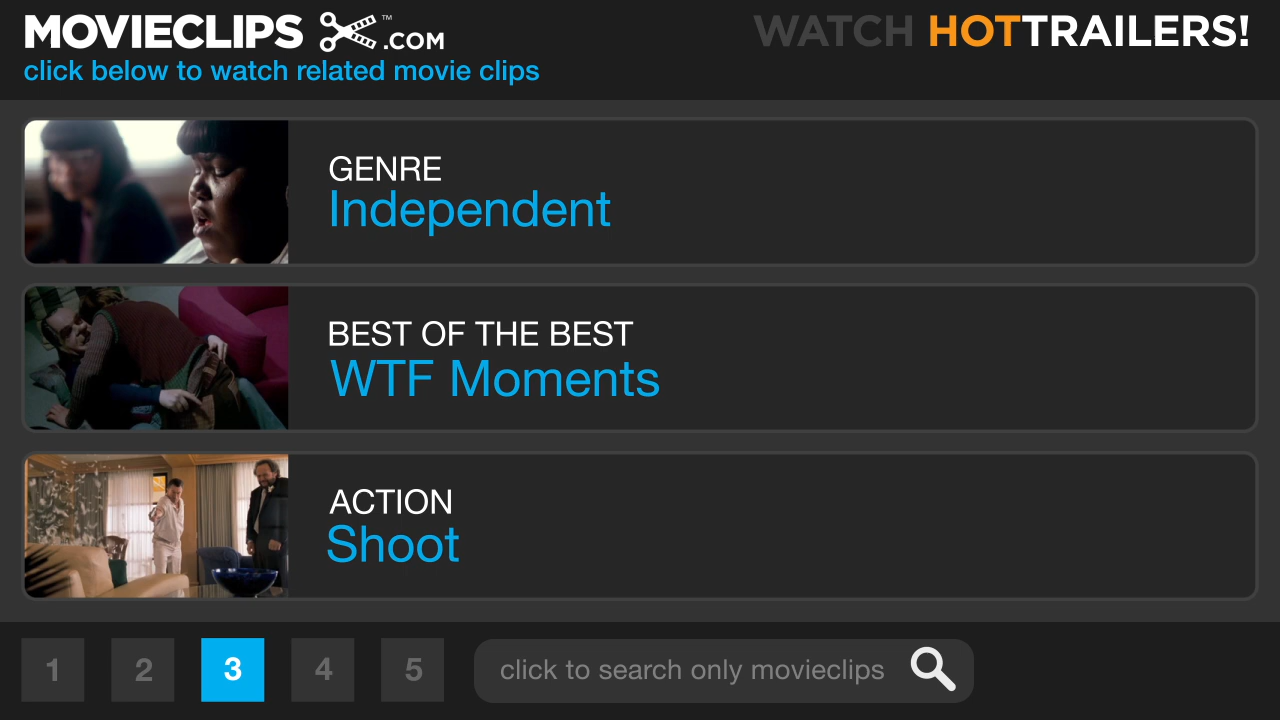 MOVIECLIPS ™ .COM
WATCH HOTTRAILERS!
click below to watch related movie clips
GENRE
Independent
BEST OF THE BEST
WTF Moments
ACTION
Shoot
1 2 3 4 5
click to search only movieclips